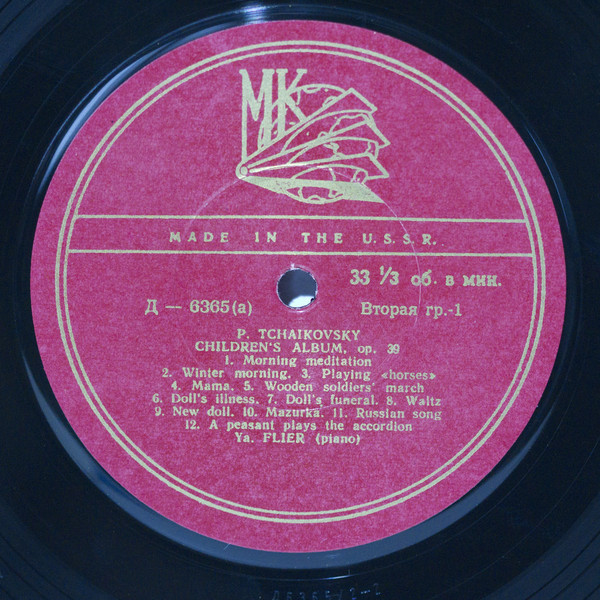 MK
MADE IN THE U.S.S.R.
33 1/3 об. в мин.
Д — 6365(а) Вторая гр.-1
P. TCHAIKOVSKY
CHILDREN'S ALBUM, op. 39
1. Morning meditation
2. Winter morning. 3. Playing «horses»
4. Mama. 5. Wooden soldiers' march
6. Doll's illness. 7. Doll's funeral. 8. Waltz
9. New doll. 10. Mazurka. 11. Russian song
12. A peasant plays the accordion
Ya. FLIER (piano)